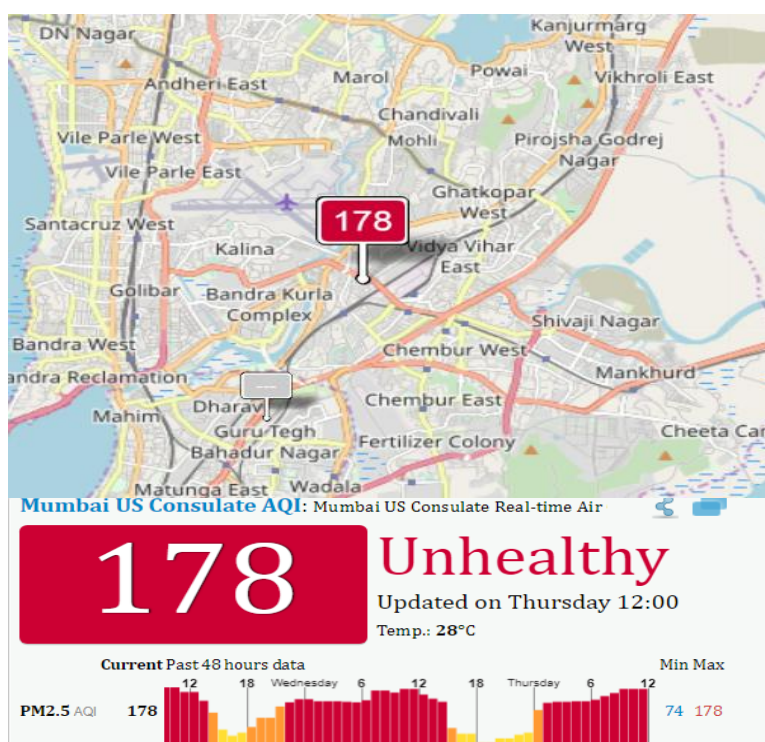 DN Nagar
Kanjurmarg
West
Andheri East
Marol
Powai
Vikhroli East
Chandivali
Vile Parle West
Mohli
Pirojsha Godrej
Nagar
Vile Parle East
Ghatkopar
West
Santacruz West
178
Kalina
Vidya Vihar
East
Golibar
Bandra Kurla
Complex
Shivaji Nagar
Bandra West
Chembur West
andra Reclamation
Mankhurd
Mahim
Dharav
Chembur East
Guru Tegh
Bahadur Nagar
Fertilizer Colony
Cheeta Car
Matunga East
Wadala
Mumbai US Consulate AQI: Mumbai US Consulate Real-time Air
178
Unhealthy
Updated on Thursday 12:00
Temp.: 28°C
Current Past 48 hours data
Min Max
12 18 Wednesday 6 12 18 Thursday 6 12
PM2.5 AQI 178
74 178